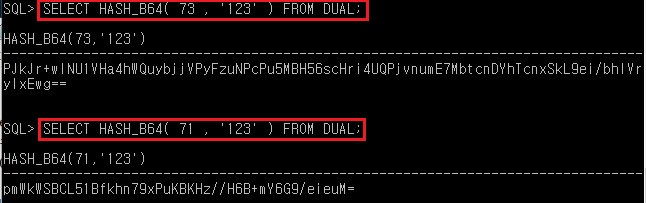 SQL> SELECT HASH_B64( 73 , '123' ) FROM DUAL;
HASH_B64(73,'123')
PJkJr+wlNU1VHa4hWQuybjjVPyFzuNPcPu5MBH56scHri4UQPjvnumE7MbtcnDYhTcnxSkL9ei/bhIVr
ylxEwg==
SQL> SELECT HASH_B64( 71 , '123' ) FROM DUAL;
HASH_B64(71,'123')
pmWkWSBCL51Bfkhn79xPuKBKHz//H6B+mY6G9/eieuM=